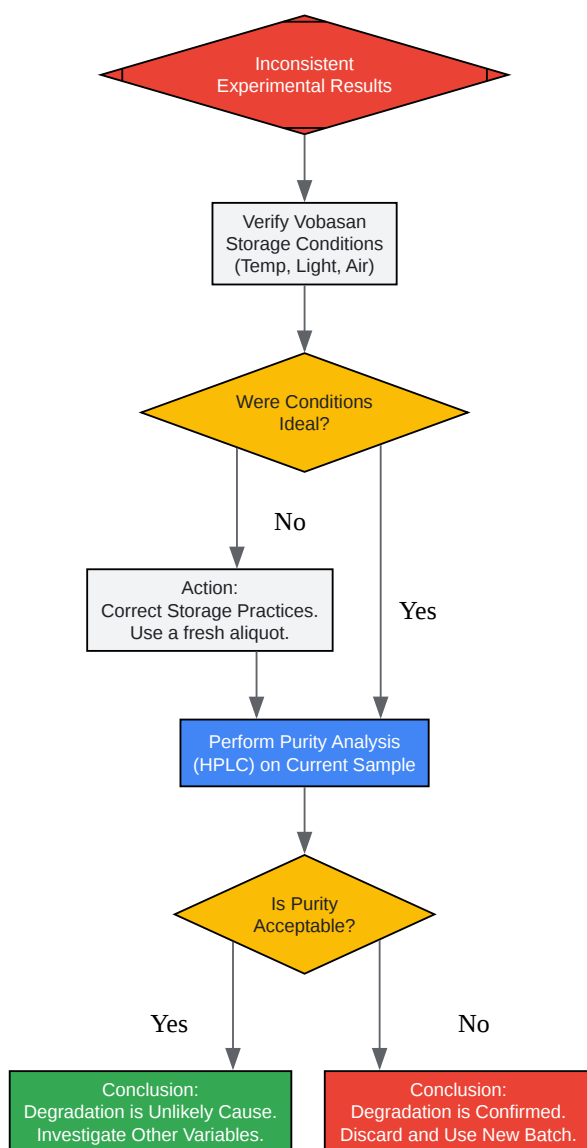 Inconsistent
Experimental Results
Verify Vobasan
Storage Conditions
(Temp, Light, Air)
Were Conditions
Ideal?
No
Action:
Correct Storage Practices.
Use a fresh aliquot.
Yes
Perform Purity Analysis
(HPLC) on Current Sample
Is Purity
Acceptable?
Yes
No
Conclusion:
Degradation is Unlikely Cause.
Investigate Other Variables.
Conclusion:
Degradation is Confirmed.
Discard and Use New Batch.